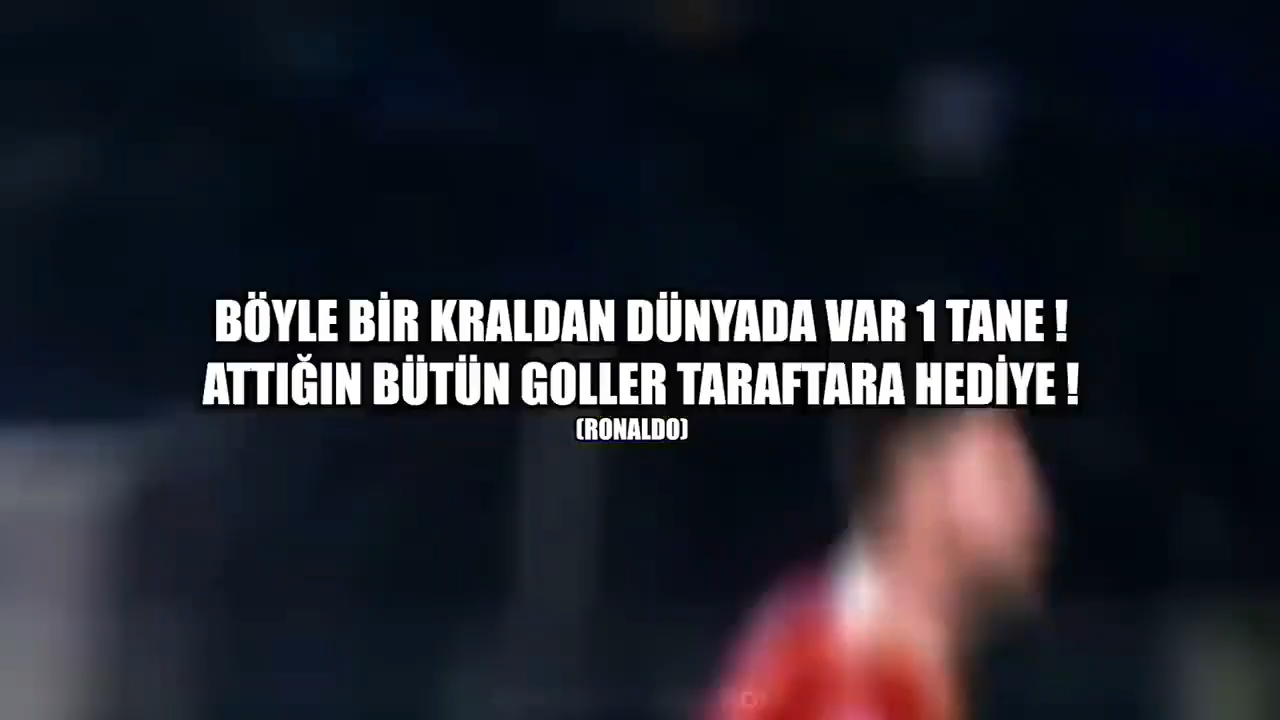 BÖYLE BİR KRALDAN DÜNYADA VAR 1 TANE !
ATTIĞIN BÜTÜN GOLLER TARAFTARA HEDİYE !
(RONALDO)